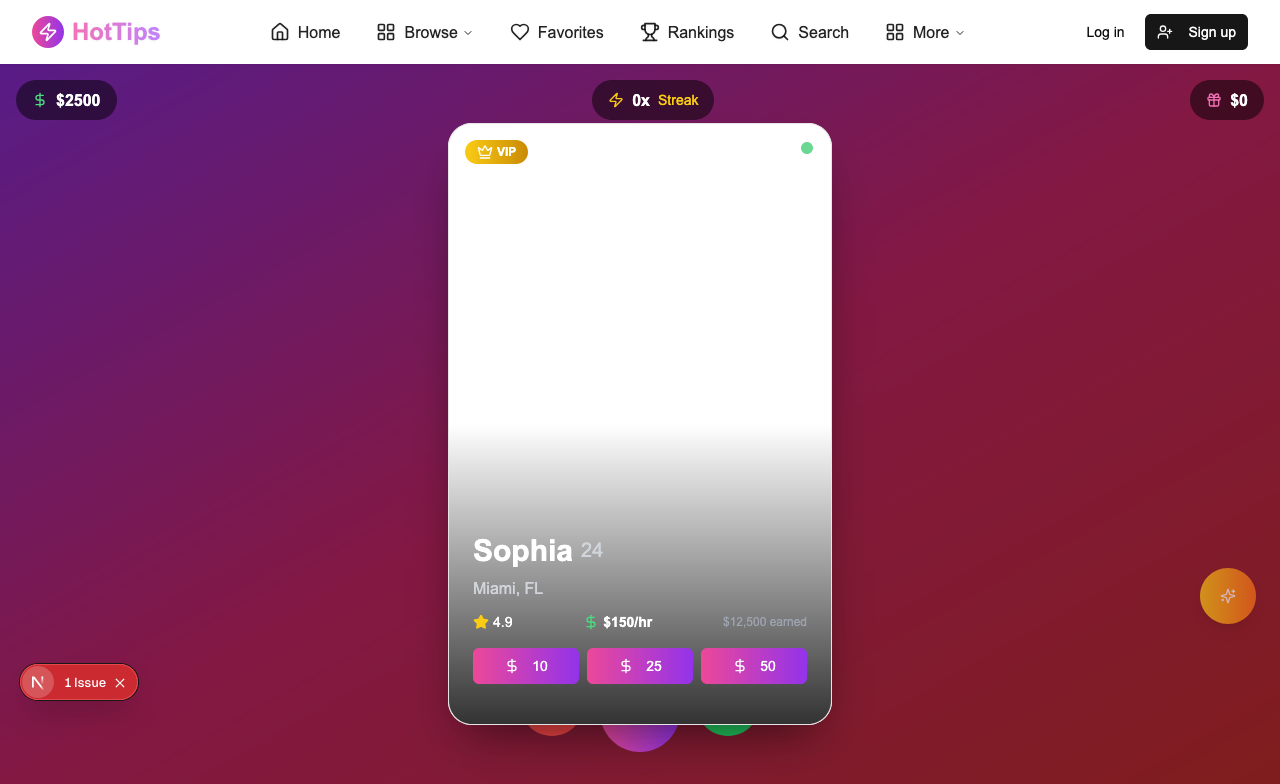 HotTips
Home
Browse
Favorites
Rankings
Search
More
Log in
Sign up
$2500
0x Streak
$0
VIP
Sophia 24
Miami, FL
4.9
$150/hr
$12,500 earned
$ 10
$ 25
$ 50
N
1 Issue